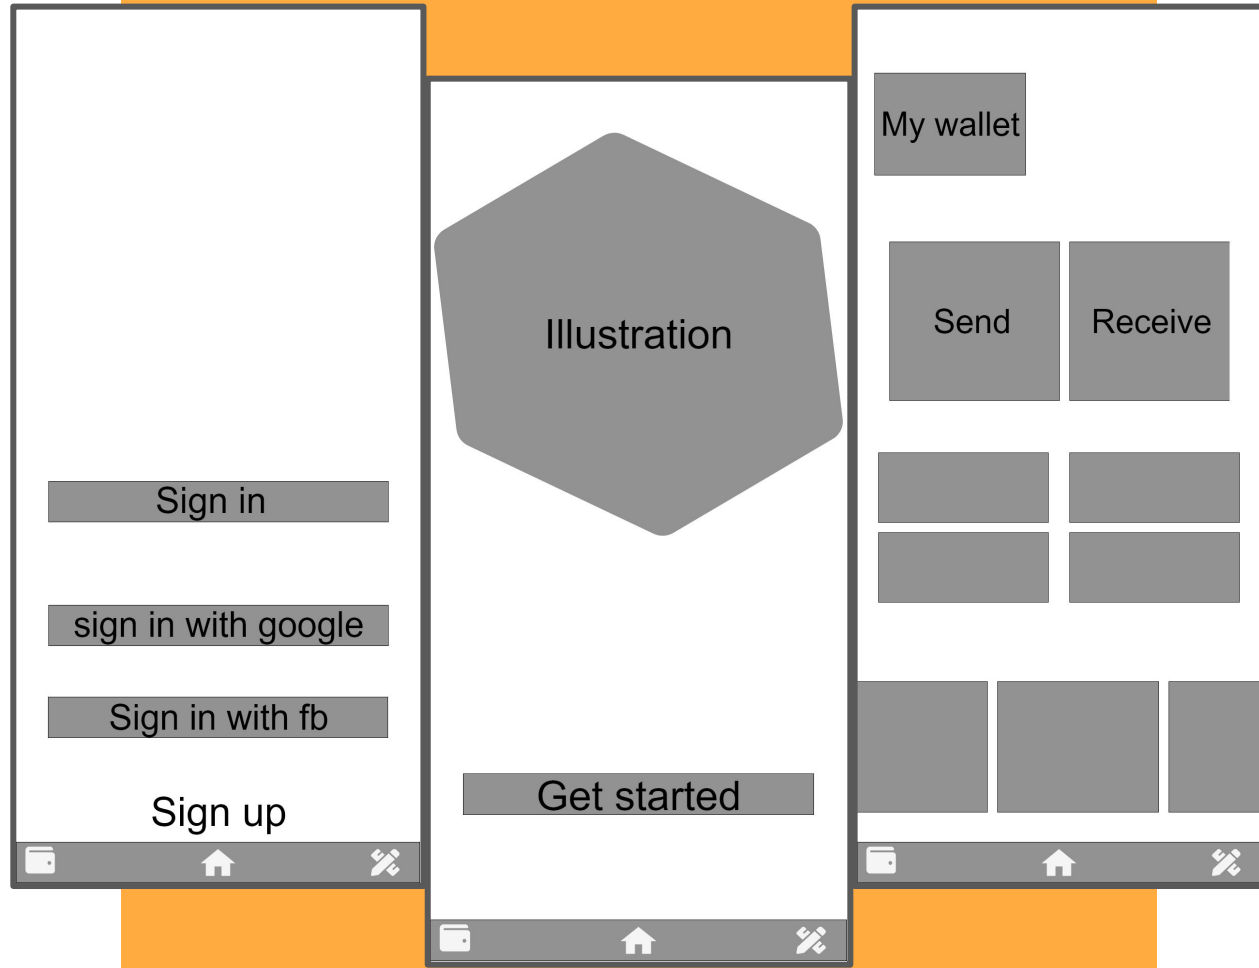 Sign in
sign in with google
Sign in with fb
Sign up
Illustration
Get started
My wallet
Send
Receive